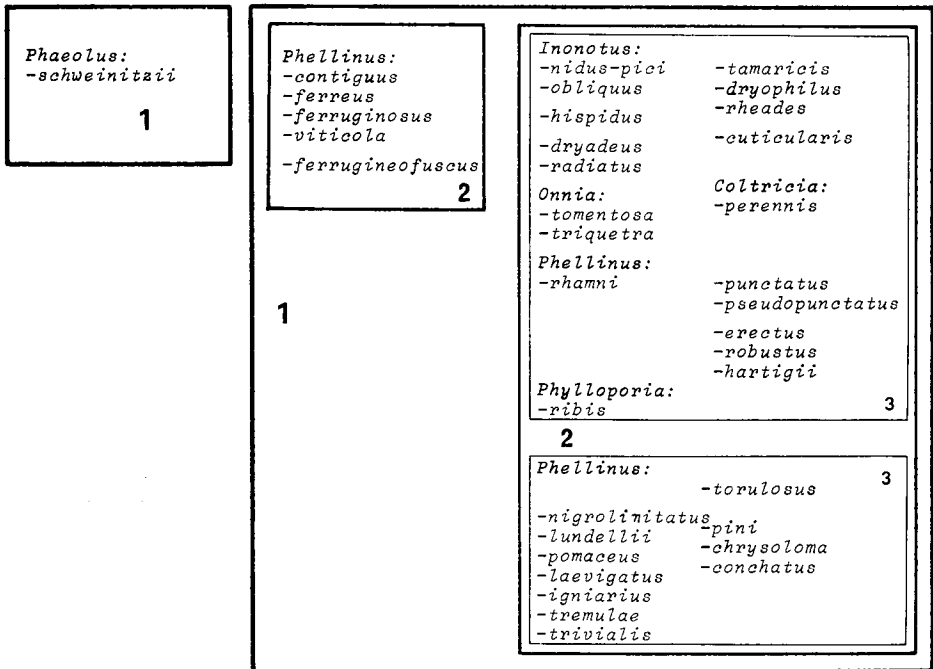 Phaeolus:
-schweinitzii
1
Phellinus:
-contiguus
-ferreus
-ferruginosus
-viticola
-ferrugineofuscus
2
1
Inonotus:
-nidus-pici
-obliquus
-hispidus
-dryadeus
-radiatus
Onnia:
-tomentosa
-triquetra
Phellinus:
-rhamni
Phylloporia:
-ribis
-tamaricis
-dryophilus
-rheades
-cuticularis
Coltricia:
-perennis
-punctatus
-pseudopunctatus
-erectus
-robustus
-hartigii
3
2
Phellinus:
-nigrolimitatus
-lundellii
-pomaceus
-laevigatus
-igniarius
-tremulae
-trivialis
-torulosus
-pini
-chrysoloma
-conchatus
3